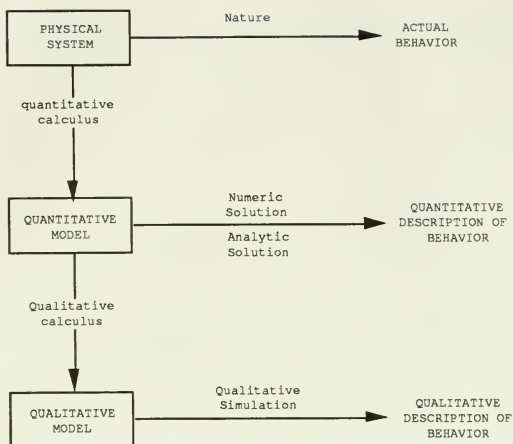 PHYSICAL
SYSTEM
Nature
ACTUAL
BEHAVIOR
quantitative
calculus
QUANTITATIVE
MODEL
Numeric
Solution
Analytic
Solution
QUANTITATIVE
DESCRIPTION OF
BEHAVIOR
Qualitative
calculus
QUALITATIVE
MODEL
Qualitative
Simulation
QUALITATIVE
DESCRIPTION OF
BEHAVIOR